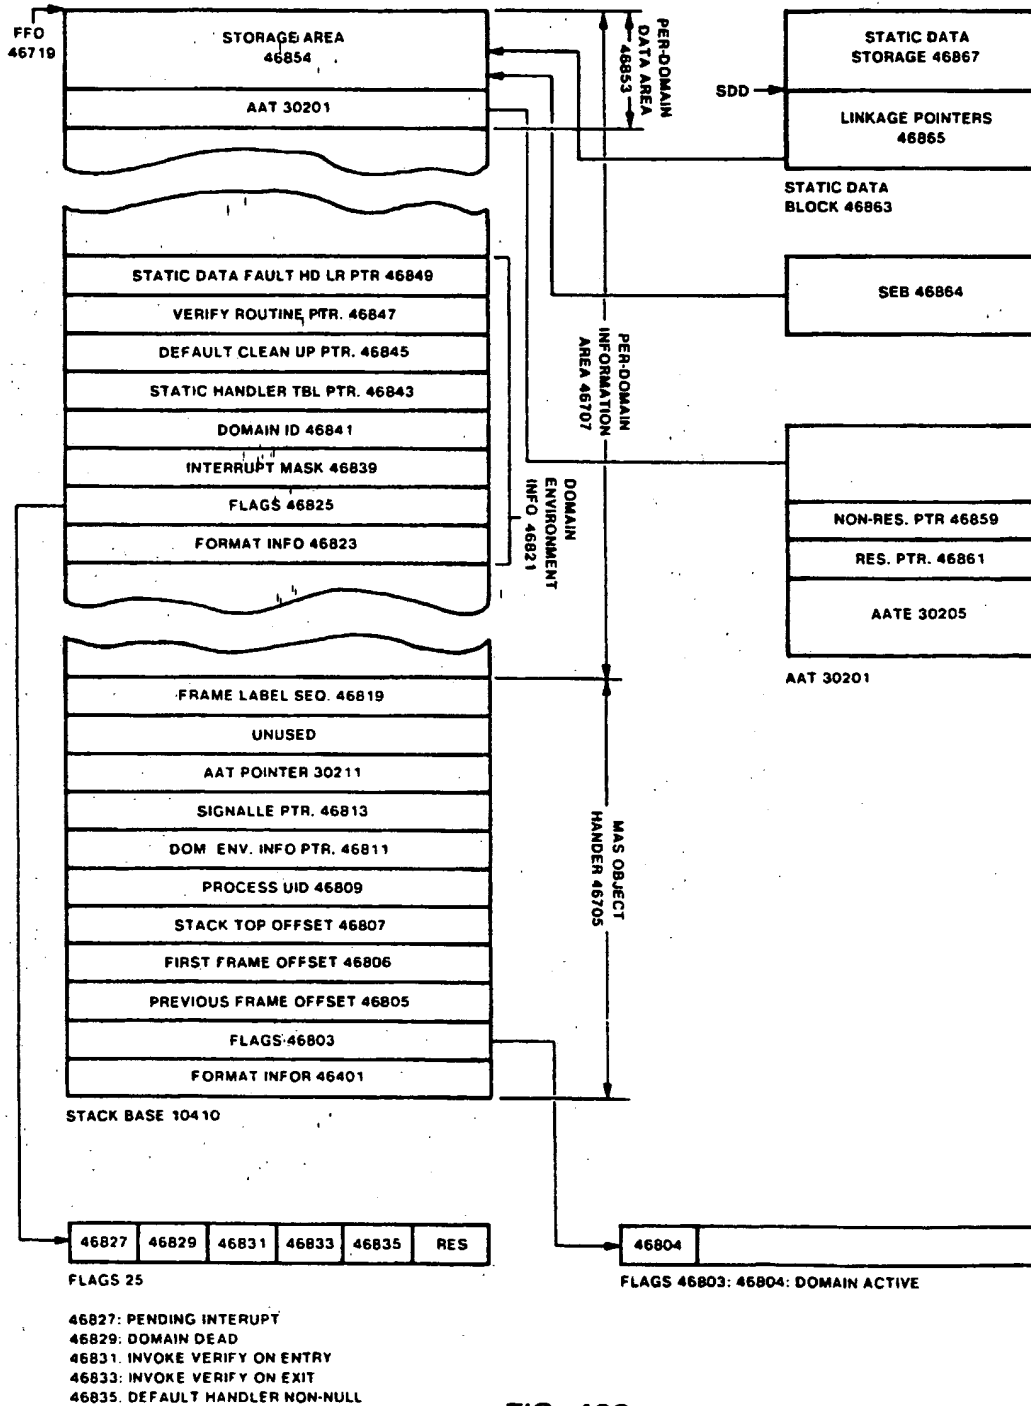 FFO
46719
STORAGE AREA
46854
AAT 30201
PER-DOMAIN
DATA AREA
46853
STATIC DATA
STORAGE 46867
SDD
LINKAGE POINTERS
46865
STATIC DATA
BLOCK 46863
STATIC DATA FAULT HD LR PTR 46849
VERIFY ROUTINE PTR. 46847
DEFAULT CLEAN UP PTR. 46845
STATIC HANDLER TBL PTR. 46843
DOMAIN ID 46841
INTERRUPT MASK 46839
FLAGS 46825
FORMAT INFO 46823
DOMAIN
ENVIRONMENT
INFO 46821
PER-DOMAIN
INFORMATION
AREA 46707
SEB 46864
NON-RES. PTR 46859
RES. PTR. 46861
AATE 30205
AAT 30201
FRAME LABEL SEQ. 46819
UNUSED
AAT POINTER 30211
SIGNALLE PTR. 46813
DOM ENV. INFO PTR. 46811
PROCESS UID 46809
STACK TOP OFFSET 46807
FIRST FRAME OFFSET 46806
PREVIOUS FRAME OFFSET 46805
FLAGS 46803
FORMAT INFOR 46401
MAS OBJECT
HANDER 46705
STACK BASE 10410
46827 46829 46831 46833 46835 RES
FLAGS 25
46804
FLAGS 46803: 46804: DOMAIN ACTIVE
46827: PENDING INTERUPT
46829: DOMAIN DEAD
46831. INVOKE VERIFY ON ENTRY
46833: INVOKE VERIFY ON EXIT
46835. DEFAULT HANDLER NON-NULL